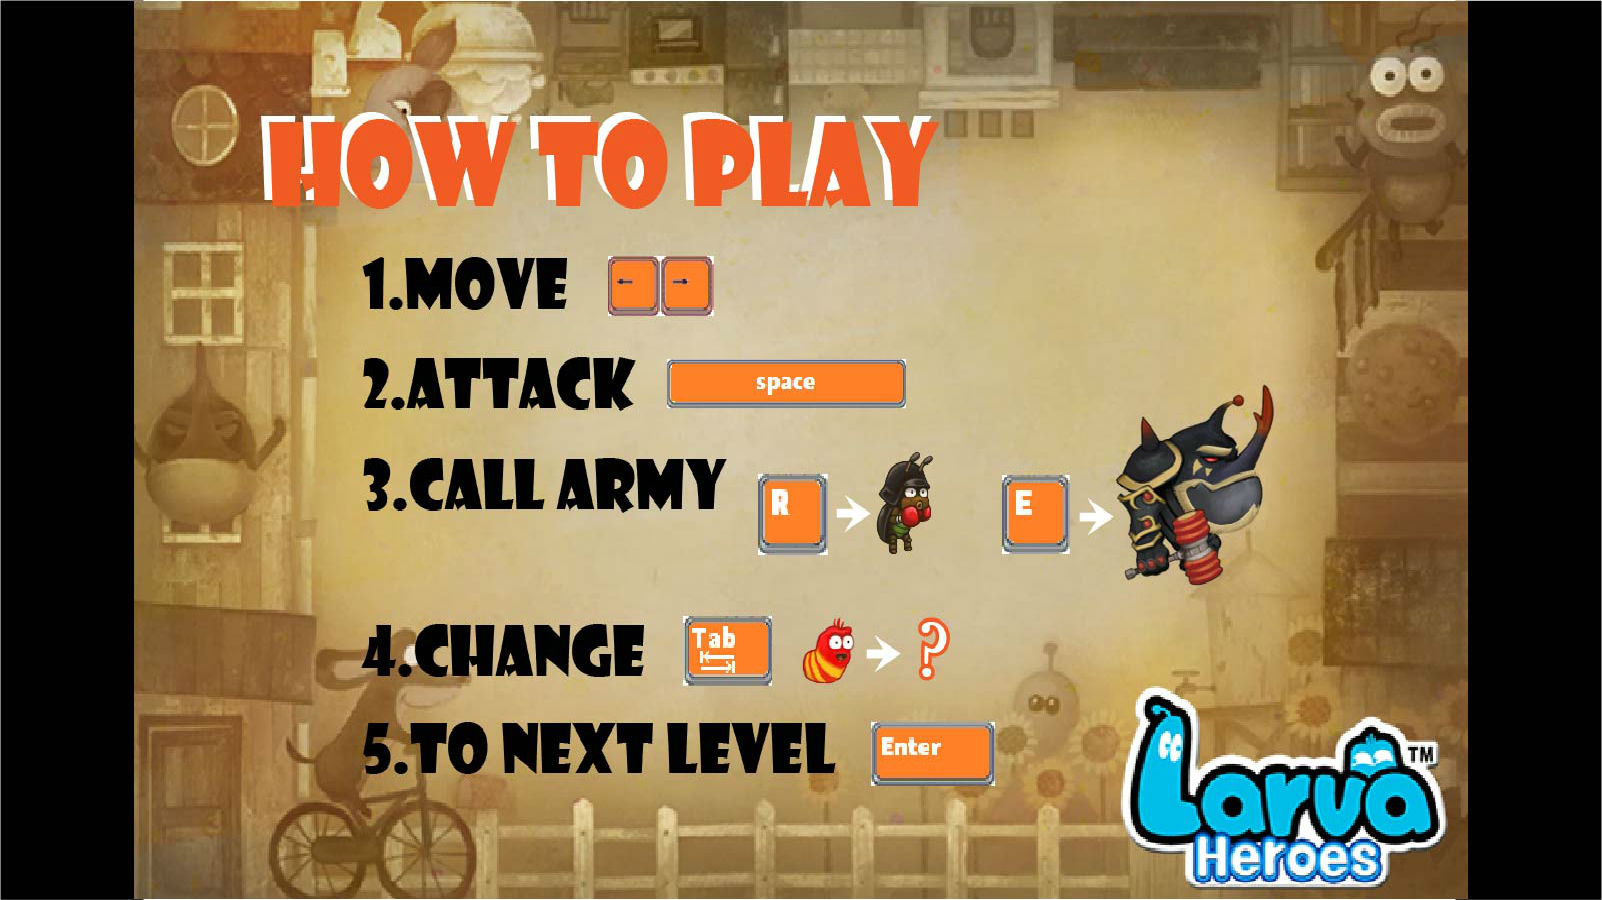 HOW TO PLAY
1.MOVE ← →
2.ATTACK space
3.CALL ARMY R E
4.CHANGE Tab ?
5.TO NEXT LEVEL Enter
Larva TM
Heroes